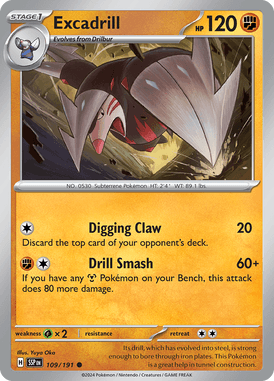 STAGE 1 Excadrill HP 120
Evolves from Drilbur
NO. 0530 Subterrene Pokémon HT: 2'4" WT: 89.1 lbs.
Digging Claw 20
Discard the top card of your opponent's deck.
Drill Smash 60+
If you have any Pokémon on your Bench, this attack
does 80 more damage.
weakness ×2 resistance retreat
Illus. Yuya Oka
H SSP EN 109/191
Its drill, which has evolved into steel, is strong
enough to bore through iron plates. This Pokémon
is a great help in tunnel construction.
©2024 Pokémon / Nintendo / Creatures / GAME FREAK